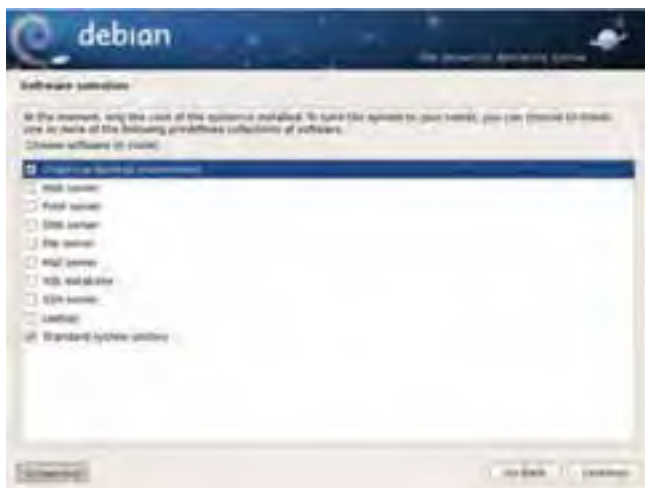 debian
Software selection
At the moment, only the core of the system is installed. To tune the system to your needs, you can choose to install
one or more of the following predefined collections of software.
Choose software to install:
Graphical desktop environment
Web server
Print server
DNS server
File server
Mail server
SQL database
SSH server
Laptop
Standard system utilities
Screenshot
Go Back
Continue